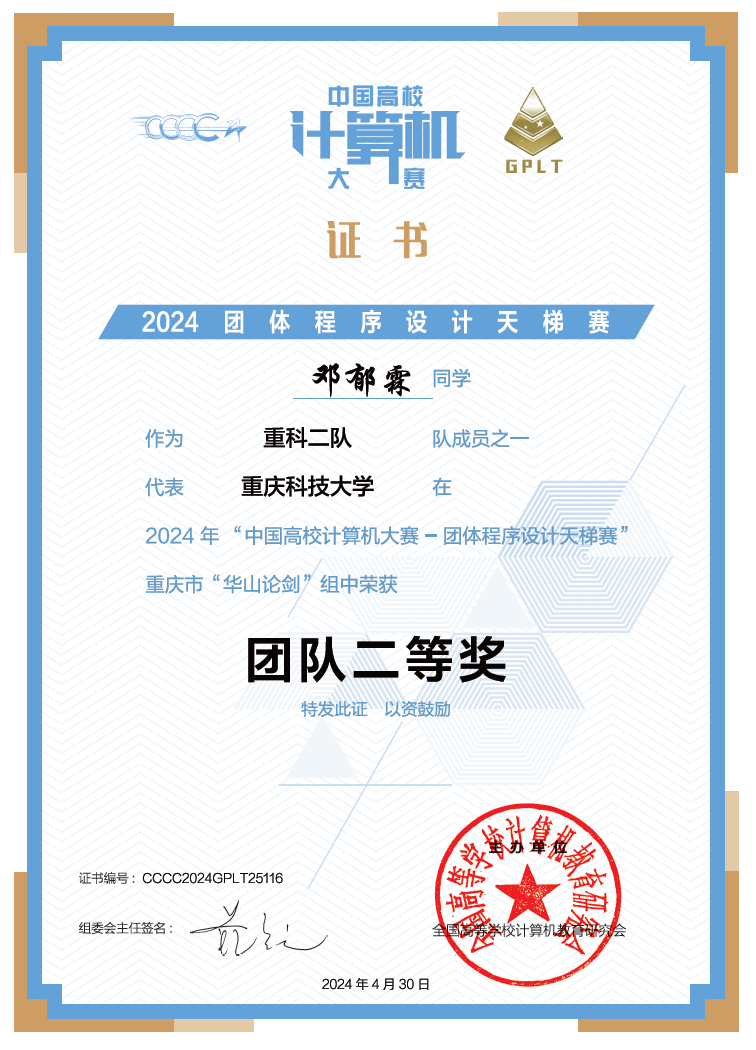 CCCC
中国高校
计算机
大赛
GPLT
证书
2024 团体程序设计天梯赛
邓郁霖 同学
作为 重科二队 队成员之一
代表 重庆科技大学 在
2024 年“中国高校计算机大赛－团体程序设计天梯赛”
重庆市“华山论剑”组中荣获
团队二等奖
特发此证 以资鼓励
主办单位
全国高等学校计算机教育研究会
证书编号：CCCC2024GPLT25116
组委会主任签名：
全国高等学校计算机教育研究会
2024 年 4 月 30 日